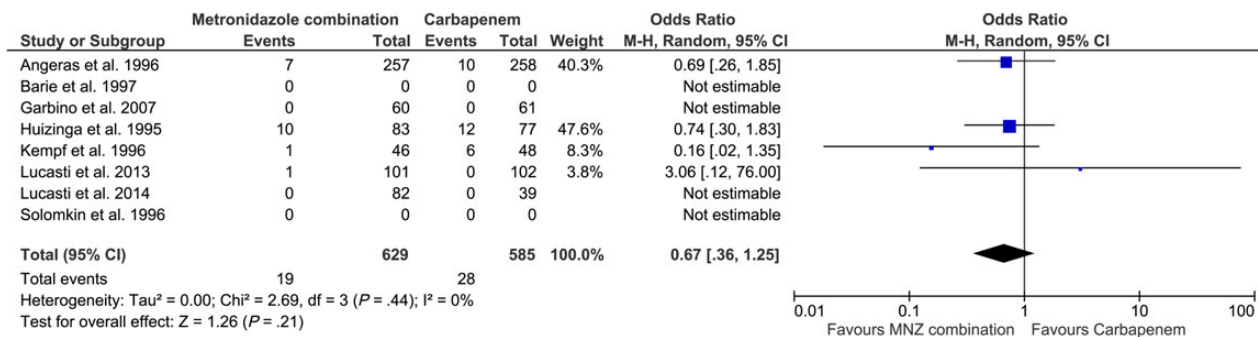 Metronidazole combination Carbapenem Odds Ratio Odds Ratio
Study or Subgroup Events Total Events Total Weight M-H, Random, 95% CI M-H, Random, 95% CI
Angeras et al. 1996 7 257 10 258 40.3% 0.69 [.26, 1.85]
Barie et al. 1997 0 0 0 0 Not estimable
Garbino et al. 2007 0 60 0 61 Not estimable
Huizinga et al. 1995 10 83 12 77 47.6% 0.74 [.30, 1.83]
Kempf et al. 1996 1 46 6 48 8.3% 0.16 [.02, 1.35]
Lucasti et al. 2013 1 101 0 102 3.8% 3.06 [.12, 76.00]
Lucasti et al. 2014 0 82 0 39 Not estimable
Solomkin et al. 1996 0 0 0 0 Not estimable
Total (95% CI) 629 585 100.0% 0.67 [.36, 1.25]
Total events 19 28
Heterogeneity: Tau² = 0.00; Chi² = 2.69, df = 3 (P = .44); I² = 0%
Test for overall effect: Z = 1.26 (P = .21)
0.01 0.1 1 10 100
Favours MNZ combination Favours Carbapenem